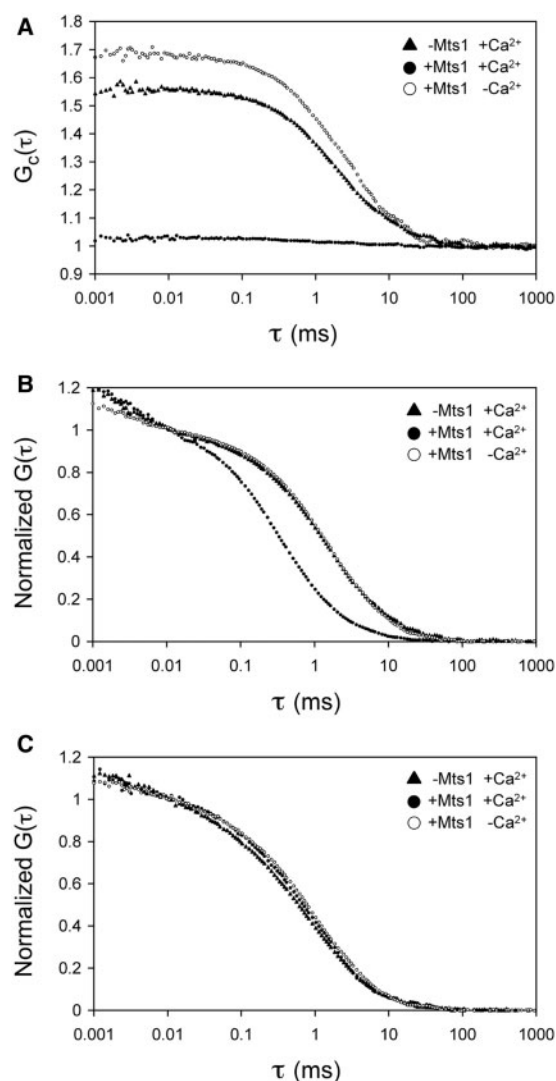 A
1.8
1.7
1.6
1.5
1.4
1.3
1.2
1.1
1.0
0.9
G_c(τ)
-Mts1 +Ca²⁺
+Mts1 +Ca²⁺
+Mts1 -Ca²⁺
0.001 0.01 0.1 1 10 100 1000
τ (ms)
B
1.2
1
0.8
0.6
0.4
0.2
0
Normalized G(τ)
-Mts1 +Ca²⁺
+Mts1 +Ca²⁺
+Mts1 -Ca²⁺
0.001 0.01 0.1 1 10 100 1000
τ (ms)
C
1.2
1
0.8
0.6
0.4
0.2
0
Normalized G(τ)
-Mts1 +Ca²⁺
+Mts1 +Ca²⁺
+Mts1 -Ca²⁺
0.001 0.01 0.1 1 10 100 1000
τ (ms)